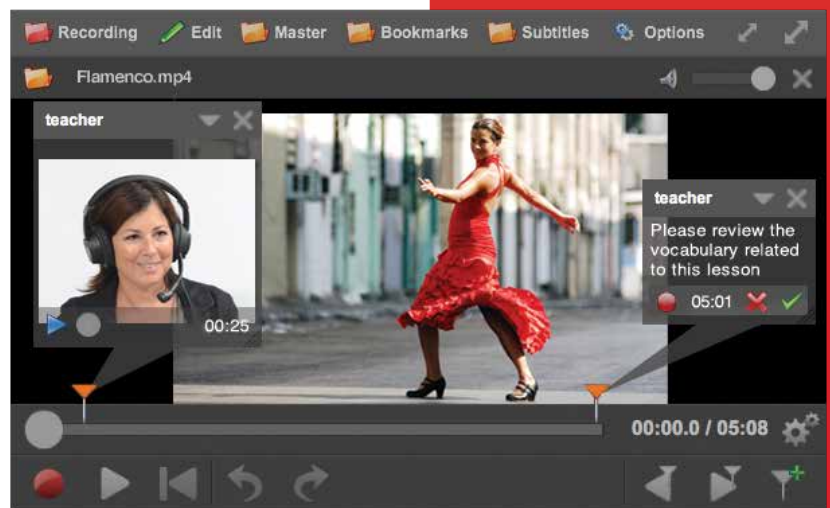 Recording Edit Master Bookmarks Subtitles Options
Flamenco.mp4
teacher
00:25
teacher
Please review the
vocabulary related
to this lesson
05:01
00:00.0 / 05:08